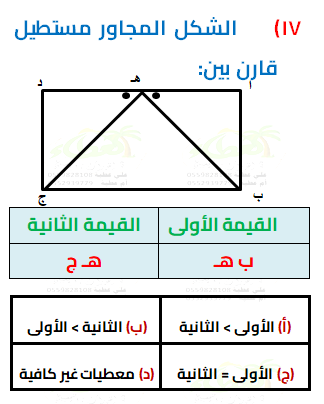 ١٧) الشكل المجاور مستطيل
قارن بين:
د هـ أ
ج ب
القيمة الأولى القيمة الثانية
ب هـ هـ ج
(أ) الأولى > الثانية (ب) الثانية > الأولى
(ج) الأولى = الثانية (د) معطيات غير كافية